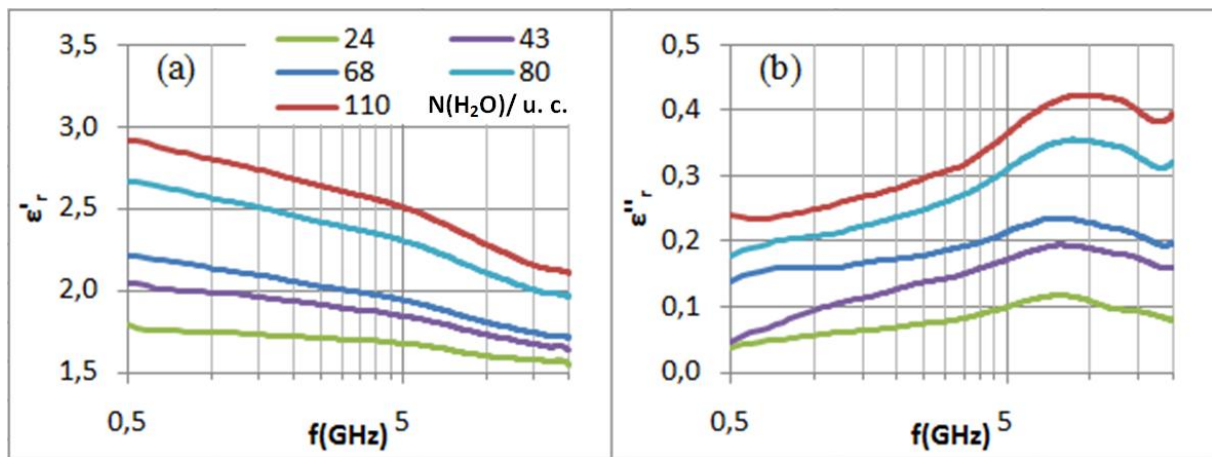 (a)
24
43
68
80
110
N(H₂O)/ u. c.
3,5
3,0
2,5
2,0
1,5
ε'r
0,5
5
f(GHz)
(b)
0,5
0,4
0,3
0,2
0,1
0,0
ε''r
0,5
5
f(GHz)